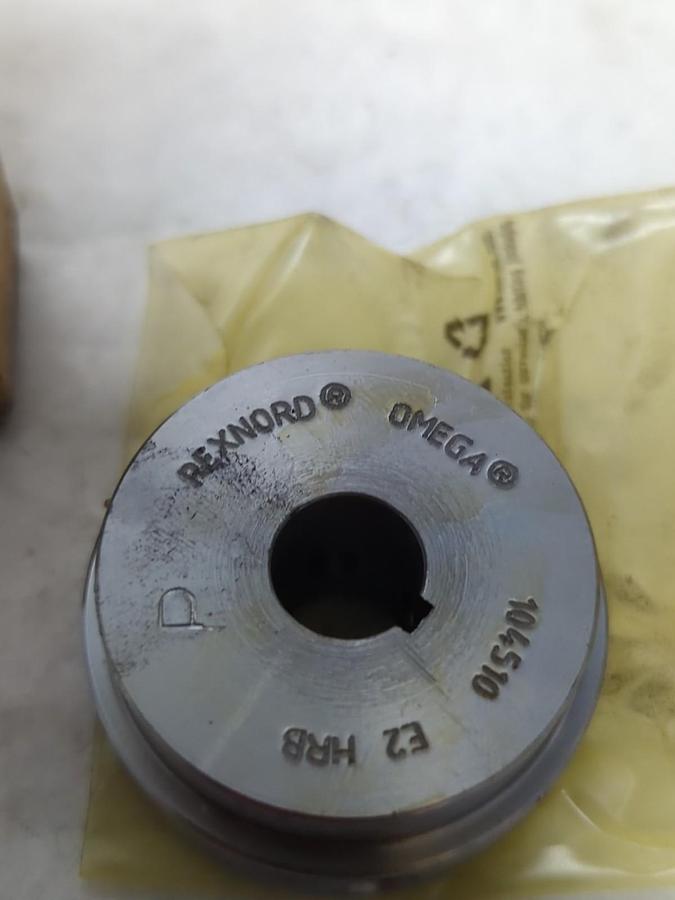 REXNORD® OMEGA®
104510
E2 HRB
P